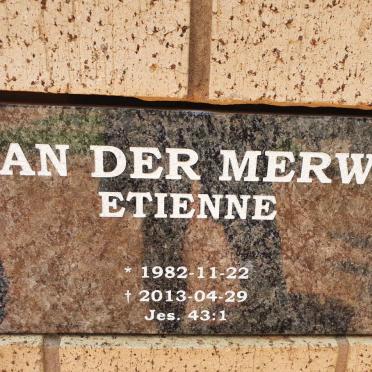 AN DER MERW
ETIENNE
* 1982-11-22
† 2013-04-29
Jes. 43:1